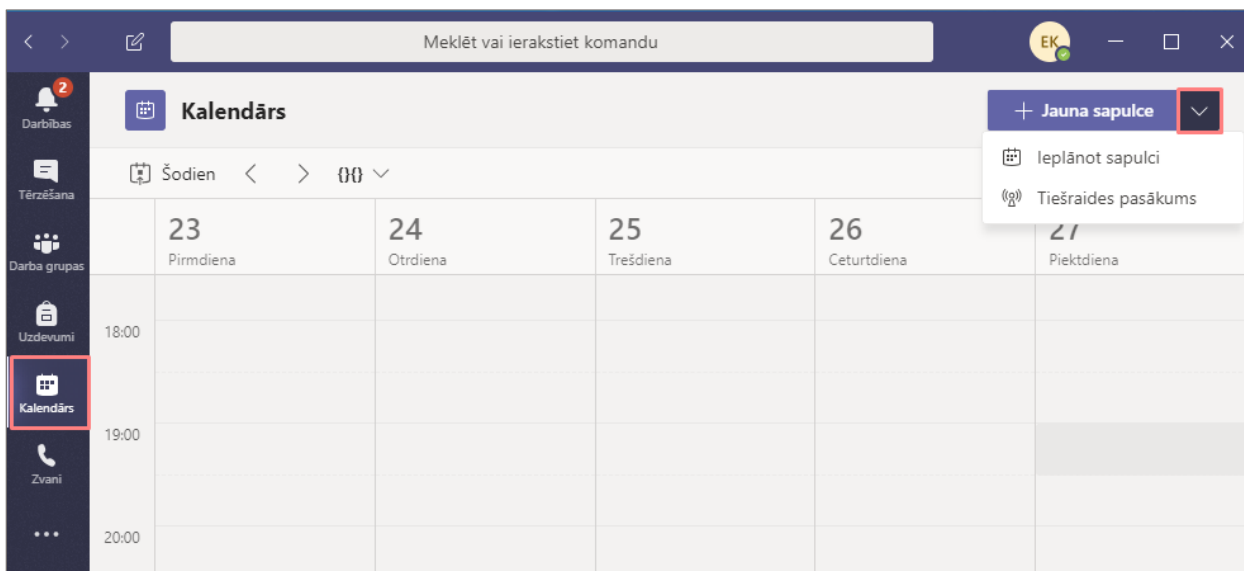 Meklēt vai ierakstiet komandu
EK
2
Darbības
Kalendārs
+ Jauna sapulce
Ieplānot sapulci
Tiešraides pasākums
Šodien
{}{}
Tērzēšana
23
24
25
26
27
Pirmdiena
Otrdiena
Trešdiena
Ceturtdiena
Piektdiena
Darba grupas
Uzdevumi
18:00
Kalendārs
19:00
Zvani
20:00